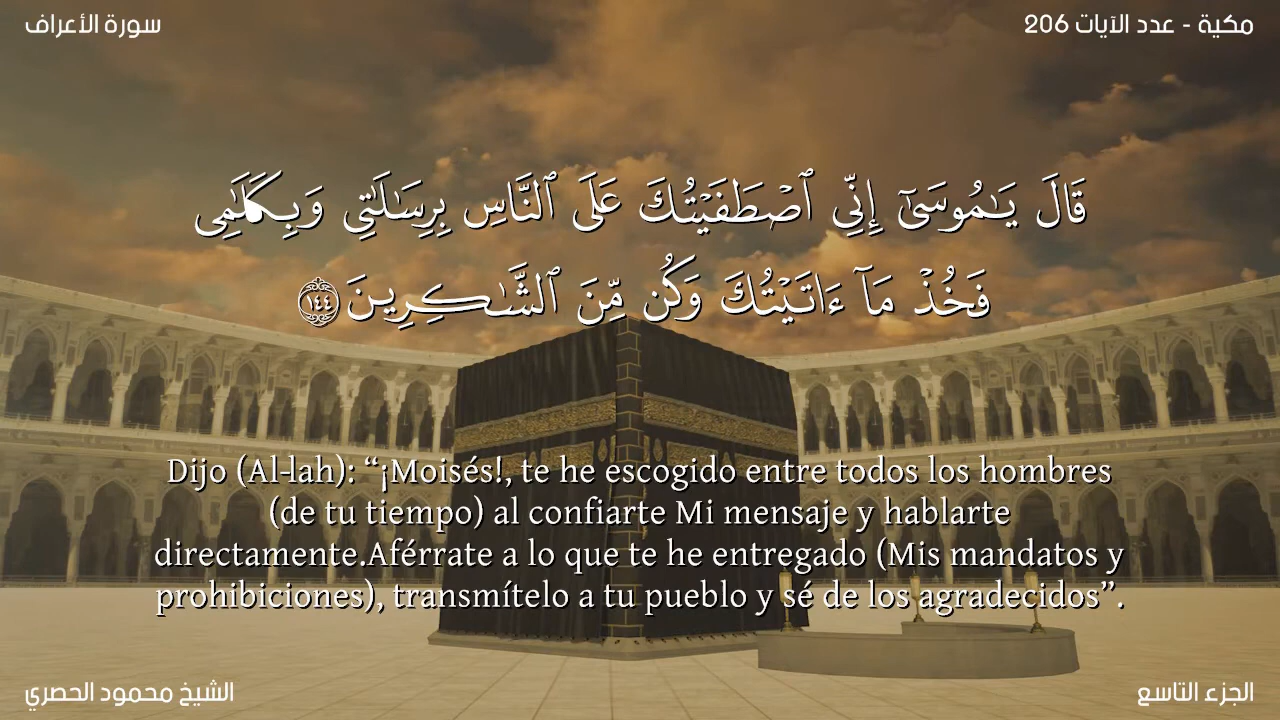 سورة الأعراف
مكية - عدد الآيات 206
قَالَ يَـٰمُوسَىٰٓ إِنِّى ٱصۡطَفَيۡتُكَ عَلَى ٱلنَّاسِ بِرِسَـٰلَـٰتِى وَبِكَلَـٰمِى
فَخُذۡ مَآ ءَاتَيۡتُكَ وَكُن مِّنَ ٱلشَّـٰكِرِينَ ١٤٤
Dijo (Al-lah): “¡Moisés!, te he escogido entre todos los hombres
(de tu tiempo) al confiarte Mi mensaje y hablarte
directamente.Aférrate a lo que te he entregado (Mis mandatos y
prohibiciones), transmítelo a tu pueblo y sé de los agradecidos”.
الشيخ محمود الحصري
الجزء التاسع